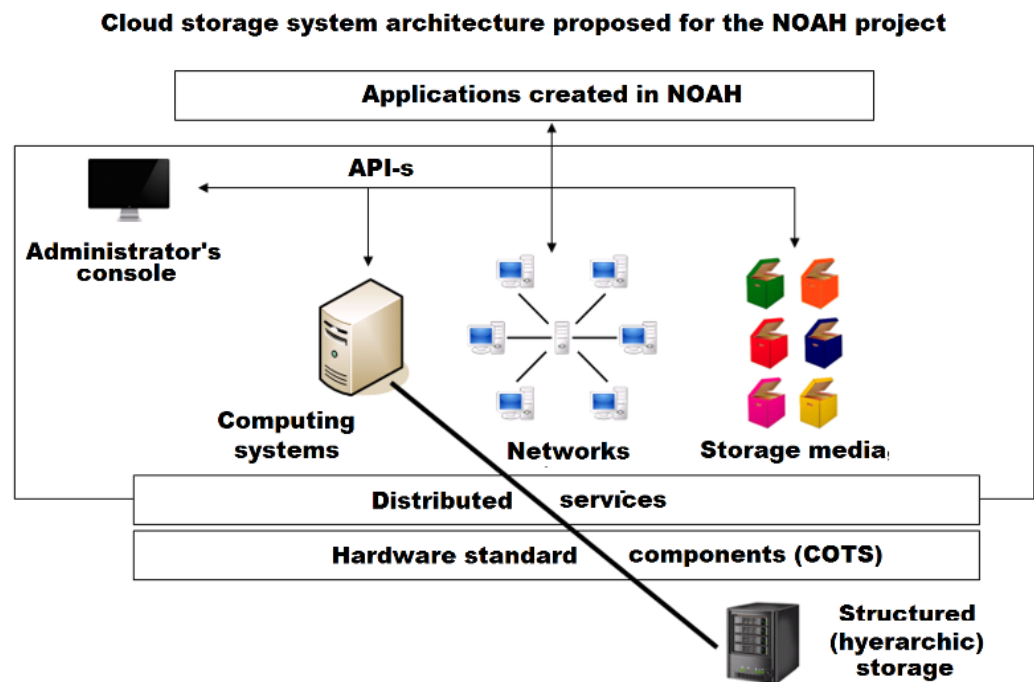 Cloud storage system architecture proposed for the NOAH project
Applications created in NOAH
API-s
Administrator's
console
Computing
systems
Networks
Storage media,
Distributed services
Hardware standard components (COTS)
Structured
(hyerarchic)
storage